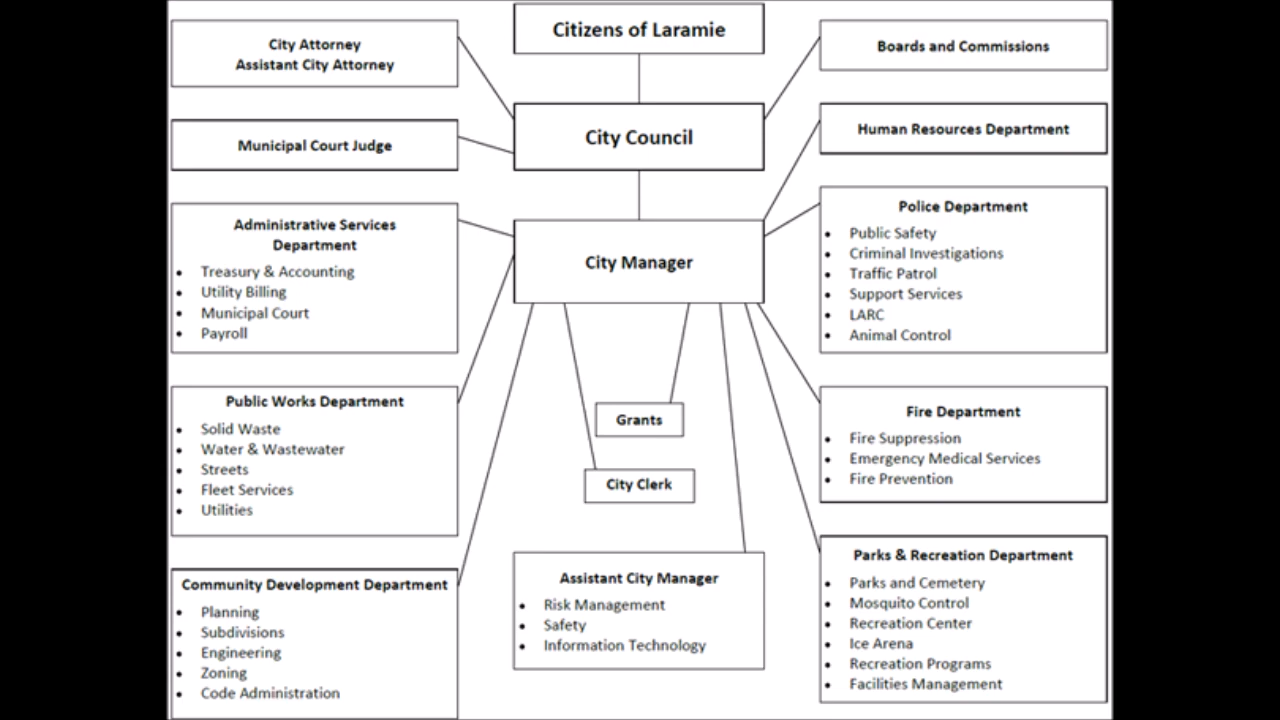 Citizens of Laramie
City Attorney
Assistant City Attorney
Boards and Commissions
City Council
Municipal Court Judge
Human Resources Department
City Manager
Administrative Services
Department
• Treasury & Accounting
• Utility Billing
• Municipal Court
• Payroll
Police Department
• Public Safety
• Criminal Investigations
• Traffic Patrol
• Support Services
• LARC
• Animal Control
Public Works Department
• Solid Waste
• Water & Wastewater
• Streets
• Fleet Services
• Utilities
Grants
City Clerk
Fire Department
• Fire Suppression
• Emergency Medical Services
• Fire Prevention
Community Development Department
• Planning
• Subdivisions
• Engineering
• Zoning
• Code Administration
Assistant City Manager
• Risk Management
• Safety
• Information Technology
Parks & Recreation Department
• Parks and Cemetery
• Mosquito Control
• Recreation Center
• Ice Arena
• Recreation Programs
• Facilities Management